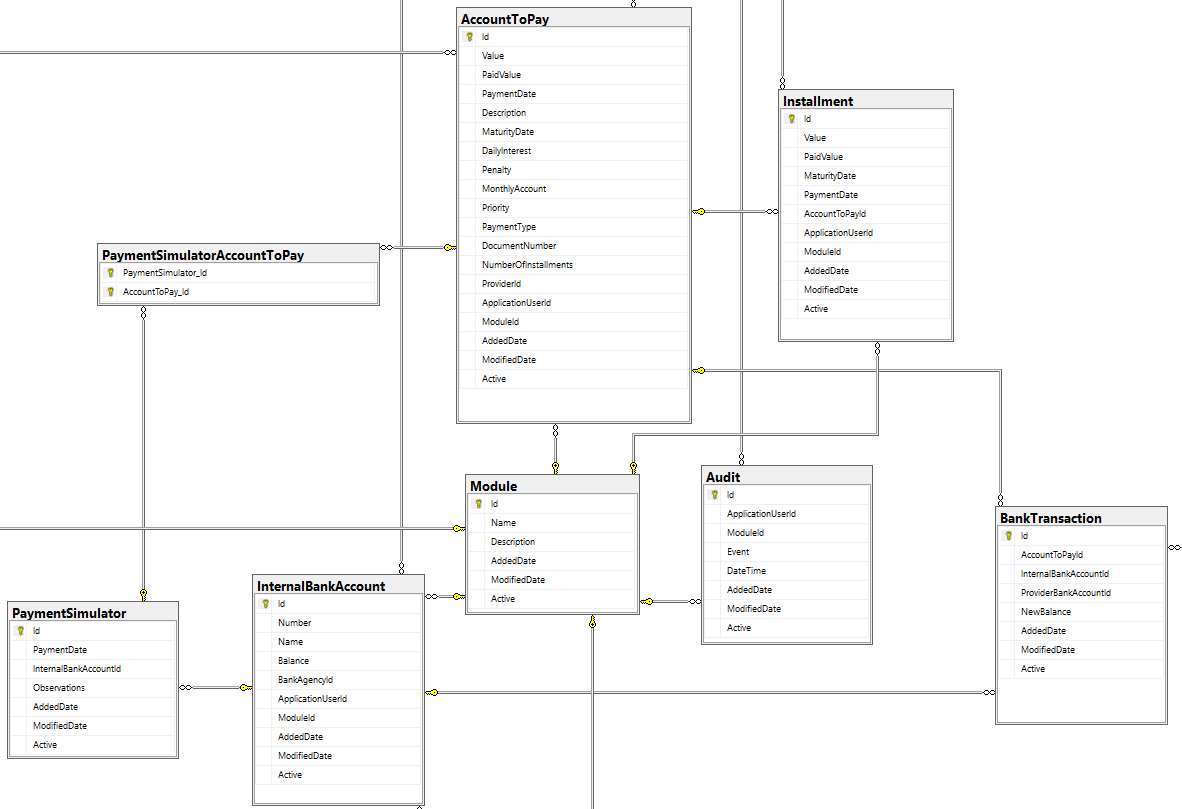 AccountToPay
Id
Value
PaidValue
PaymentDate
Description
MaturityDate
DailyInterest
Penalty
MonthlyAccount
Priority
PaymentType
DocumentNumber
NumberOfInstallments
ProviderId
ApplicationUserId
ModuleId
AddedDate
ModifiedDate
Active
Installment
Id
Value
PaidValue
MaturityDate
PaymentDate
AccountToPayId
ApplicationUserId
ModuleId
AddedDate
ModifiedDate
Active
PaymentSimulatorAccountToPay
PaymentSimulator_Id
AccountToPay_Id
Module
Id
Name
Description
AddedDate
ModifiedDate
Active
Audit
Id
ApplicationUserId
ModuleId
Event
DateTime
AddedDate
ModifiedDate
Active
BankTransaction
Id
AccountToPayId
InternalBankAccountId
ProviderBankAccountId
NewBalance
AddedDate
ModifiedDate
Active
InternalBankAccount
Id
Number
Name
Balance
BankAgencyId
ApplicationUserId
ModuleId
AddedDate
ModifiedDate
Active
PaymentSimulator
Id
PaymentDate
InternalBankAccountId
Observations
AddedDate
ModifiedDate
Active